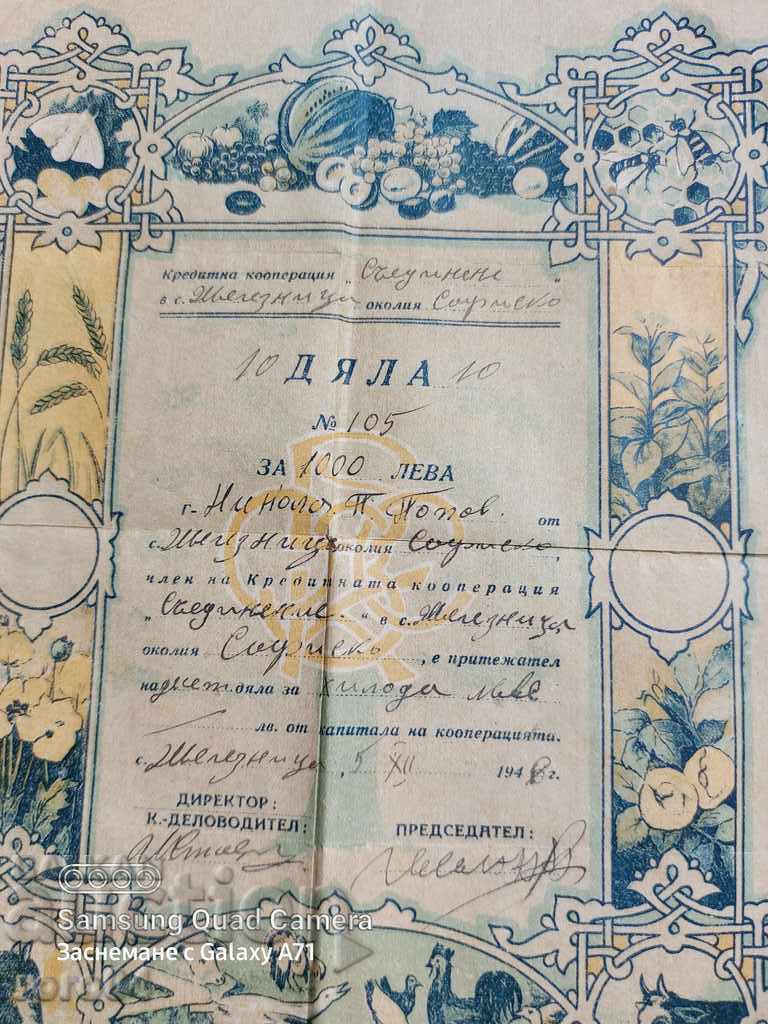 Кредитна кооперация „Съединение“
в с. Железница околия Софийско
10 ДЯЛА 10
№ 105
ЗА 1000 ЛЕВА
г- Никола П. Попов от
с. Железница околия Софийско,
член на Кредитната кооперация
„Съединение“ в с. Железница
околия Софийско, е притежател
на десет дяла за хиляда лева
лв. от капитала на кооперацията.
с. Железница, 5 XII 1948 г.
ДИРЕКТОР:
К.-ДЕЛОВОДИТЕЛ:
ПРЕДСЕДАТЕЛ:
Samsung Quad Camera
Заснемане с Galaxy A71